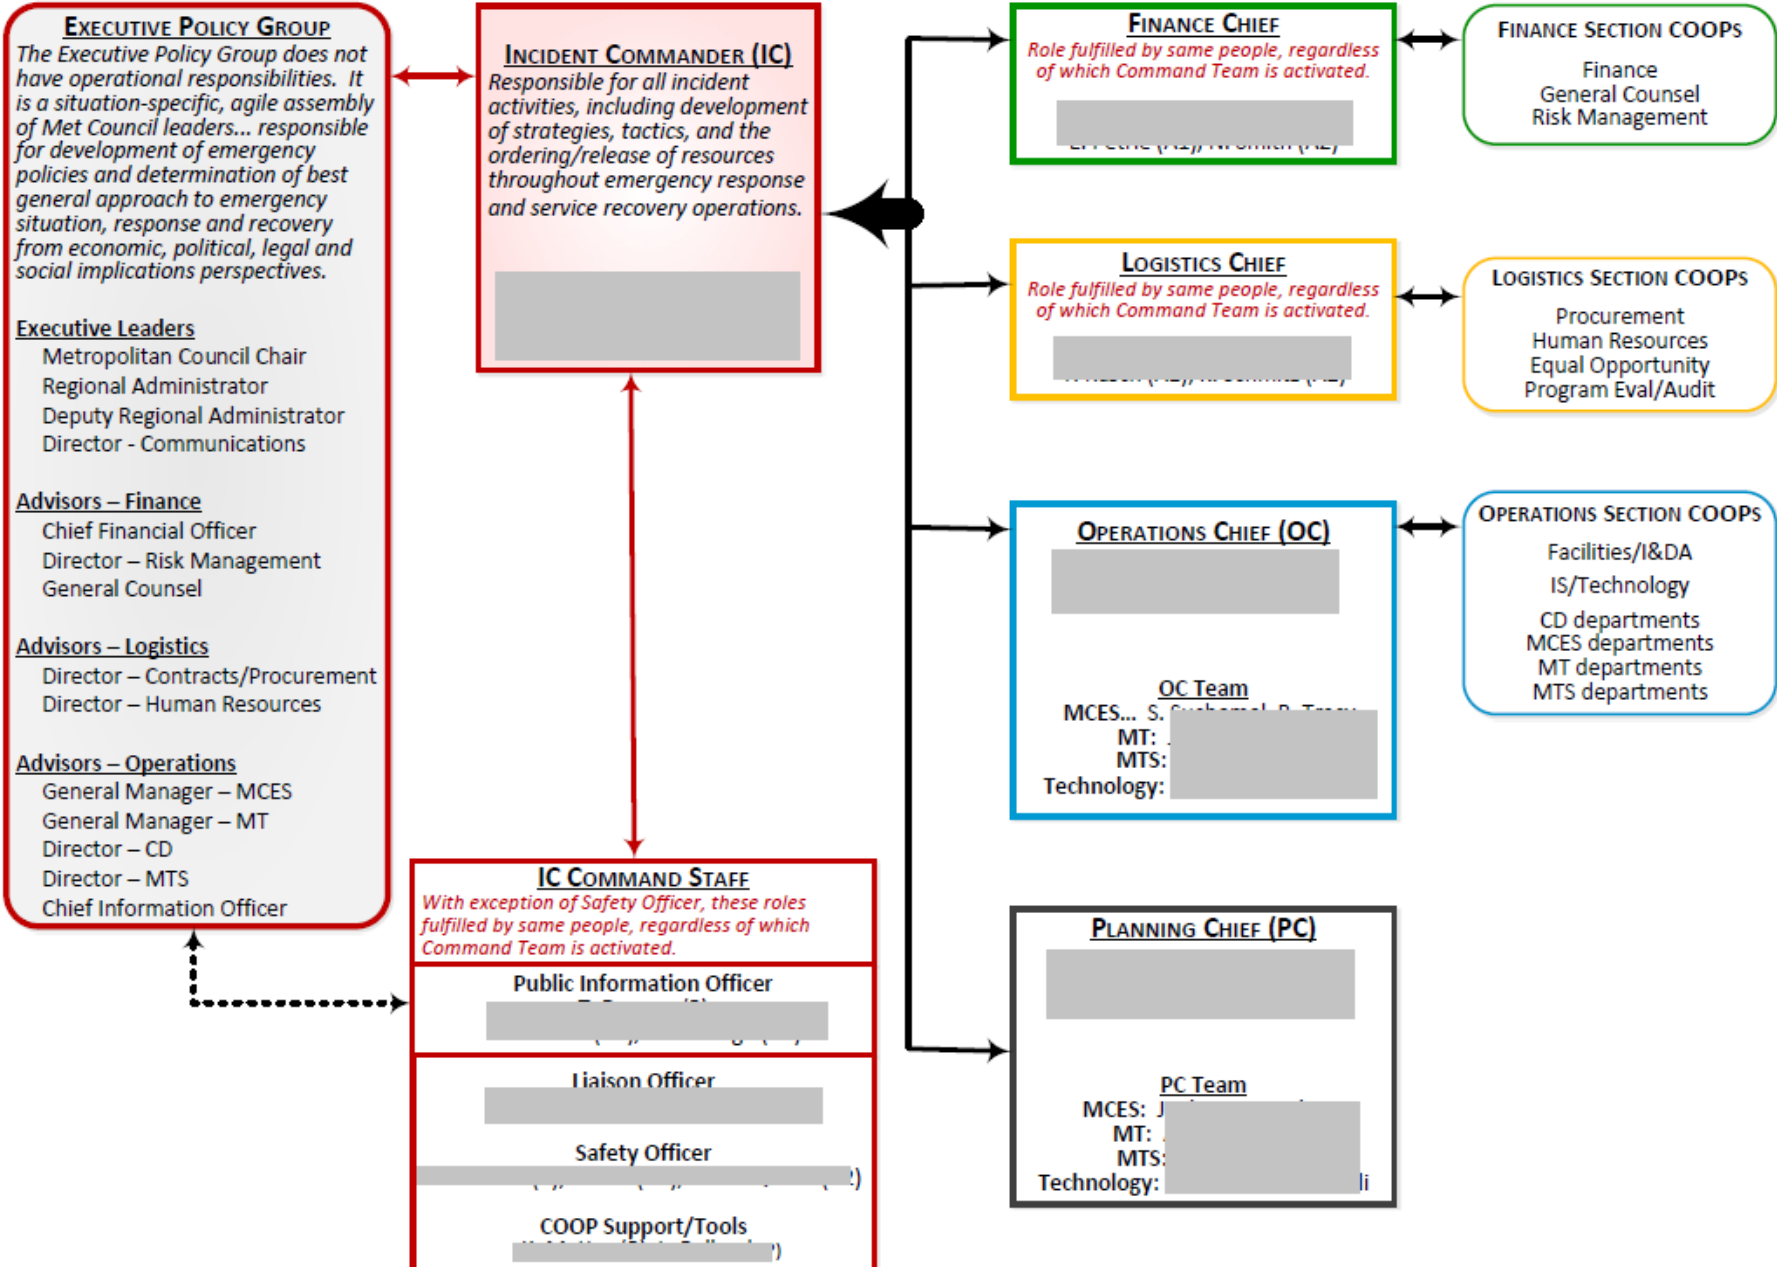 EXECUTIVE POLICY GROUP
The Executive Policy Group does not
have operational responsibilities. It
is a situation-specific, agile assembly
of Met Council leaders... responsible
for development of emergency
policies and determination of best
general approach to emergency
situation, response and recovery
from economic, political, legal and
social implications perspectives.
Executive Leaders
Metropolitan Council Chair
Regional Administrator
Deputy Regional Administrator
Director - Communications
Advisors – Finance
Chief Financial Officer
Director – Risk Management
General Counsel
Advisors – Logistics
Director – Contracts/Procurement
Director – Human Resources
Advisors – Operations
General Manager – MCES
General Manager – MT
Director – CD
Director – MTS
Chief Information Officer
INCIDENT COMMANDER (IC)
Responsible for all incident
activities, including development
of strategies, tactics, and the
ordering/release of resources
throughout emergency response
and service recovery operations.
IC COMMAND STAFF
With exception of Safety Officer, these roles
fulfilled by same people, regardless of which
Command Team is activated.
Public Information Officer
Liaison Officer
Safety Officer
COOP Support/Tools
FINANCE CHIEF
Role fulfilled by same people, regardless
of which Command Team is activated.
LOGISTICS CHIEF
Role fulfilled by same people, regardless
of which Command Team is activated.
OPERATIONS CHIEF (OC)
OC Team
MCES... S.
MT:
MTS:
Technology:
PLANNING CHIEF (PC)
PC Team
MCES:
MT:
MTS:
Technology:
FINANCE SECTION COOPS
Finance
General Counsel
Risk Management
LOGISTICS SECTION COOPS
Procurement
Human Resources
Equal Opportunity
Program Eval/Audit
OPERATIONS SECTION COOPS
Facilities/I&DA
IS/Technology
CD departments
MCES departments
MT departments
MTS departments